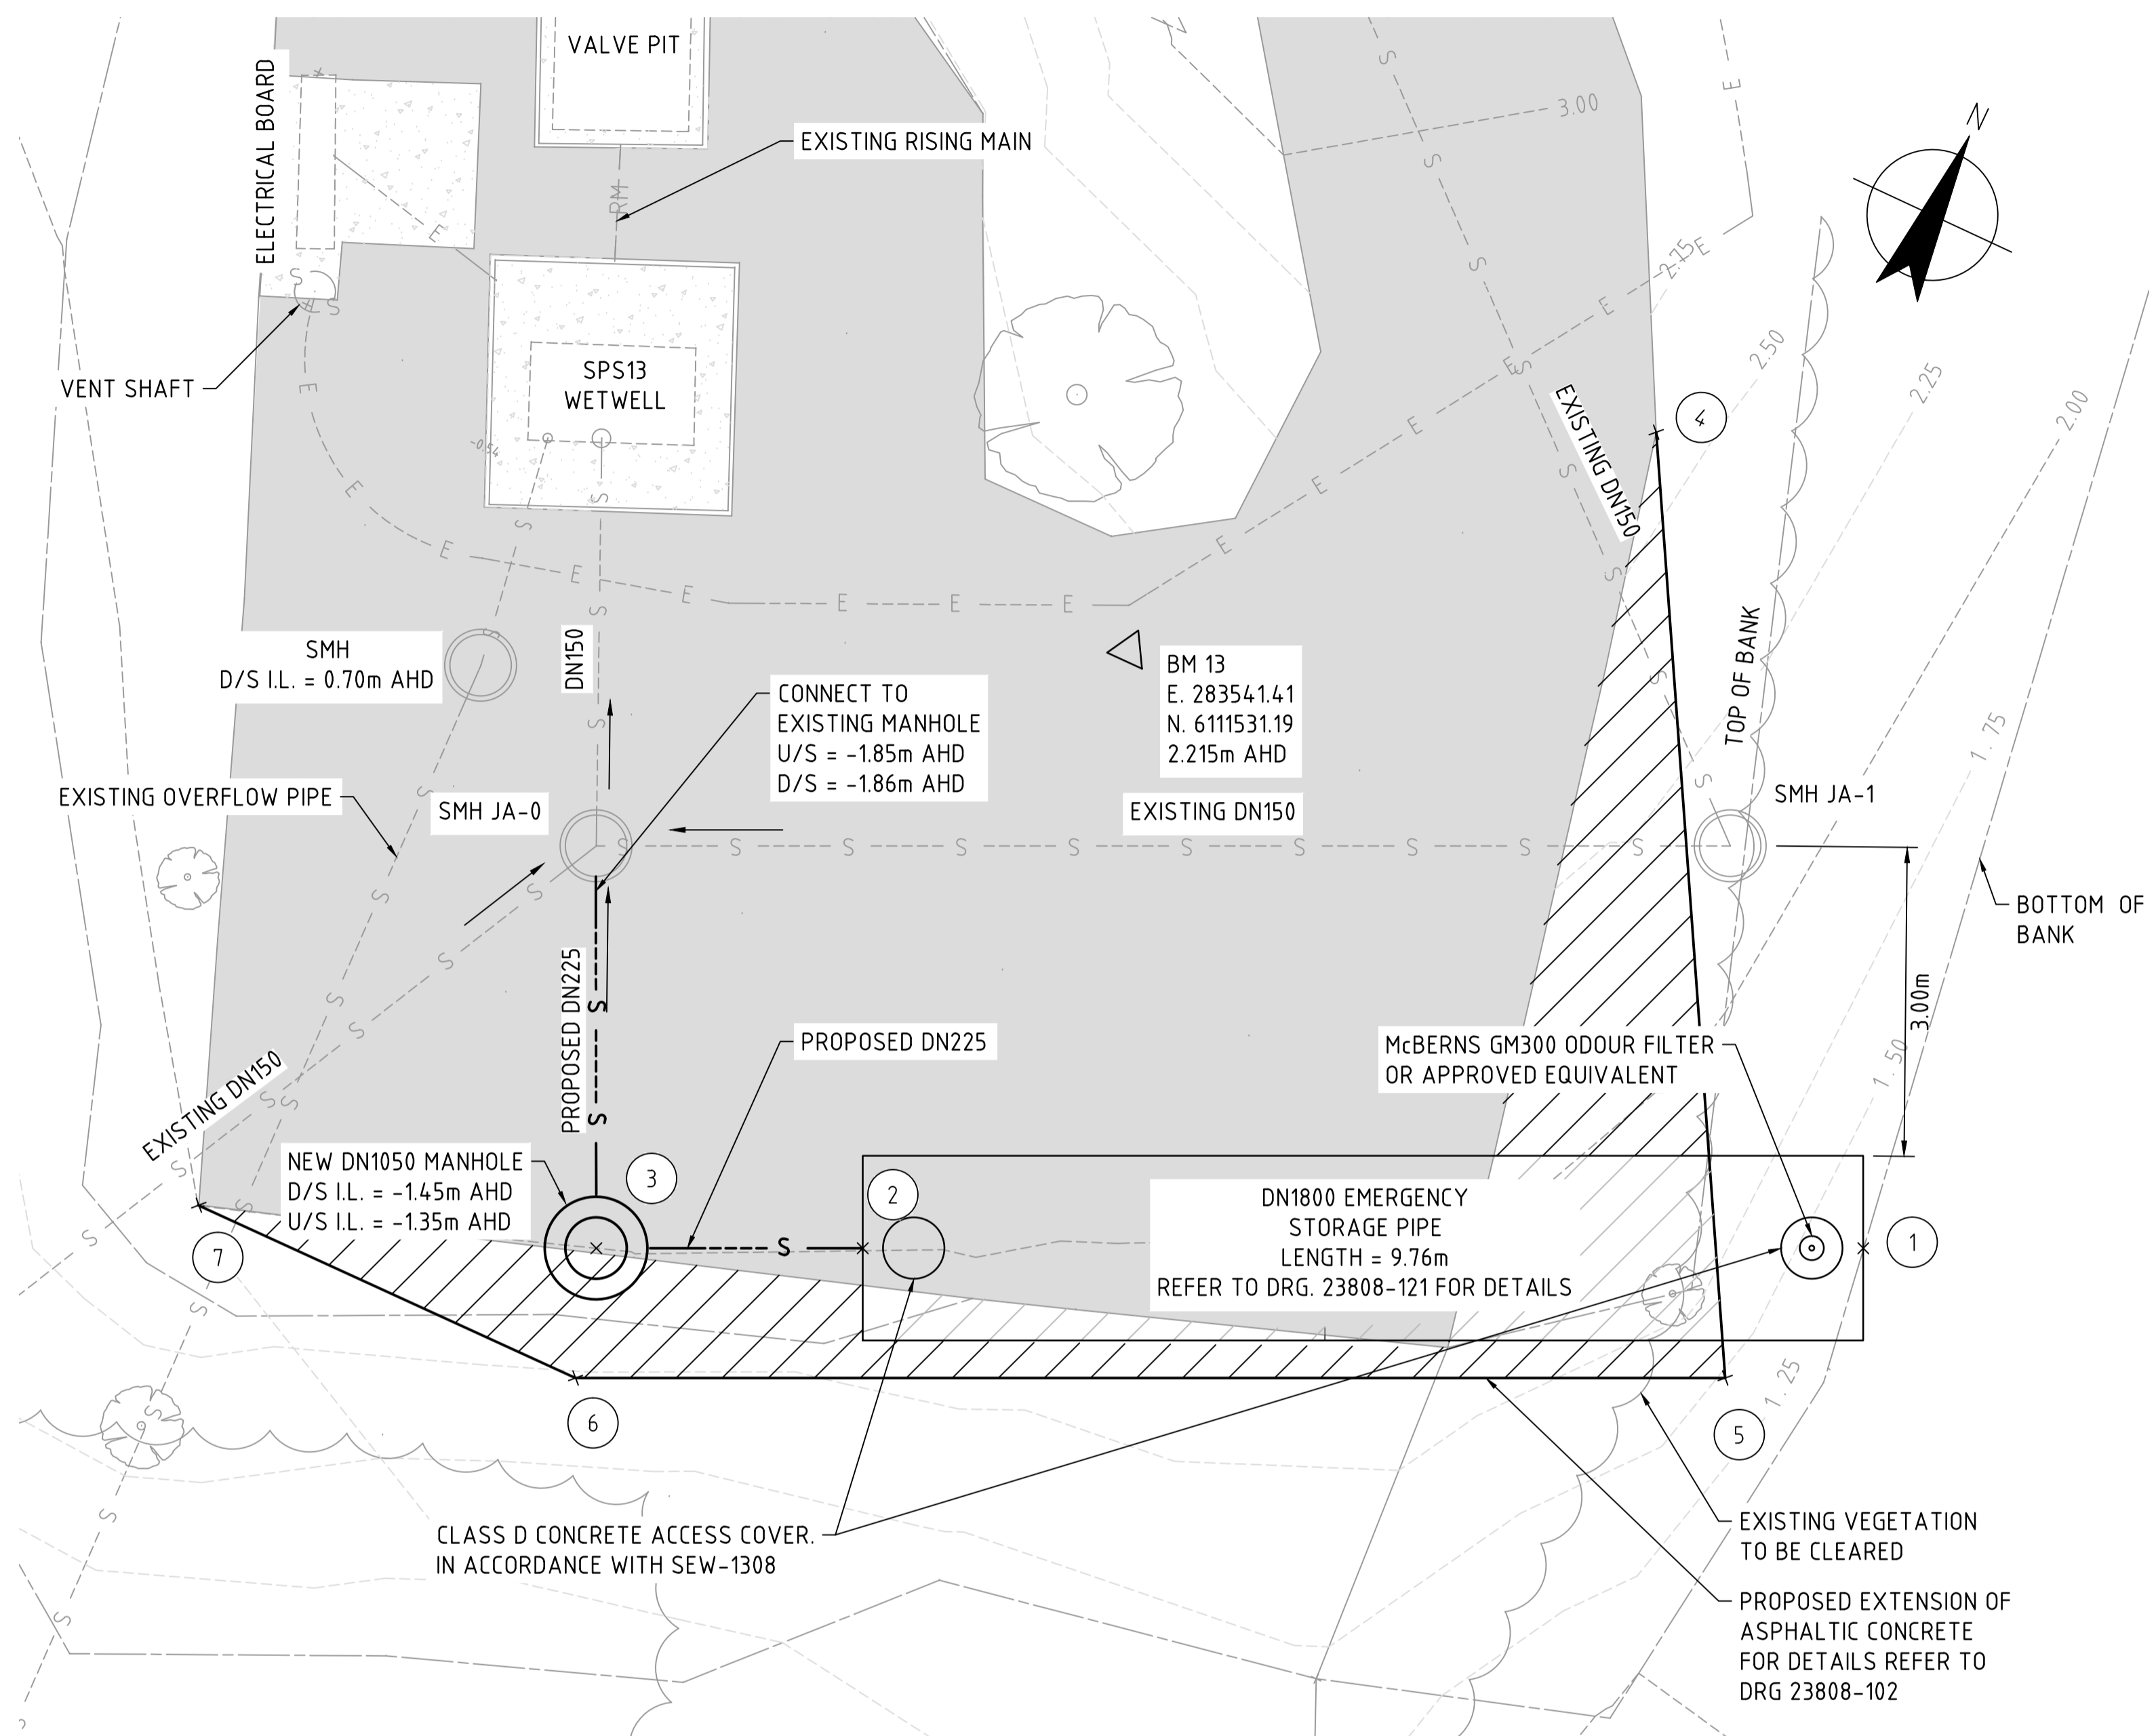 VALVE PIT
ELECTRICAL BOARD
EXISTING RISING MAIN
RM
3.00
N
VENT SHAFT
SPS13
WETWELL
-0.54
2.75
2.50
2.25
2.00
1.75
1.50
1.25
EXISTING DN150
4
TOP OF BANK
SMH
D/S I.L. = 0.70m AHD
DN150
CONNECT TO
EXISTING MANHOLE
U/S = -1.85m AHD
D/S = -1.86m AHD
BM 13
E. 283541.41
N. 6111531.19
2.215m AHD
EXISTING OVERFLOW PIPE
SMH JA-0
EXISTING DN150
SMH JA-1
BOTTOM OF
BANK
3.00m
PROPOSED DN225
PROPOSED DN225
McBERNS GM300 ODOUR FILTER
OR APPROVED EQUIVALENT
EXISTING DN150
NEW DN1050 MANHOLE
D/S I.L. = -1.45m AHD
U/S I.L. = -1.35m AHD
3
2
DN1800 EMERGENCY
STORAGE PIPE
LENGTH = 9.76m
REFER TO DRG. 23808-121 FOR DETAILS
1
7
6
5
CLASS D CONCRETE ACCESS COVER.
IN ACCORDANCE WITH SEW-1308
EXISTING VEGETATION
TO BE CLEARED
PROPOSED EXTENSION OF
ASPHALTIC CONCRETE
FOR DETAILS REFER TO
DRG 23808-102